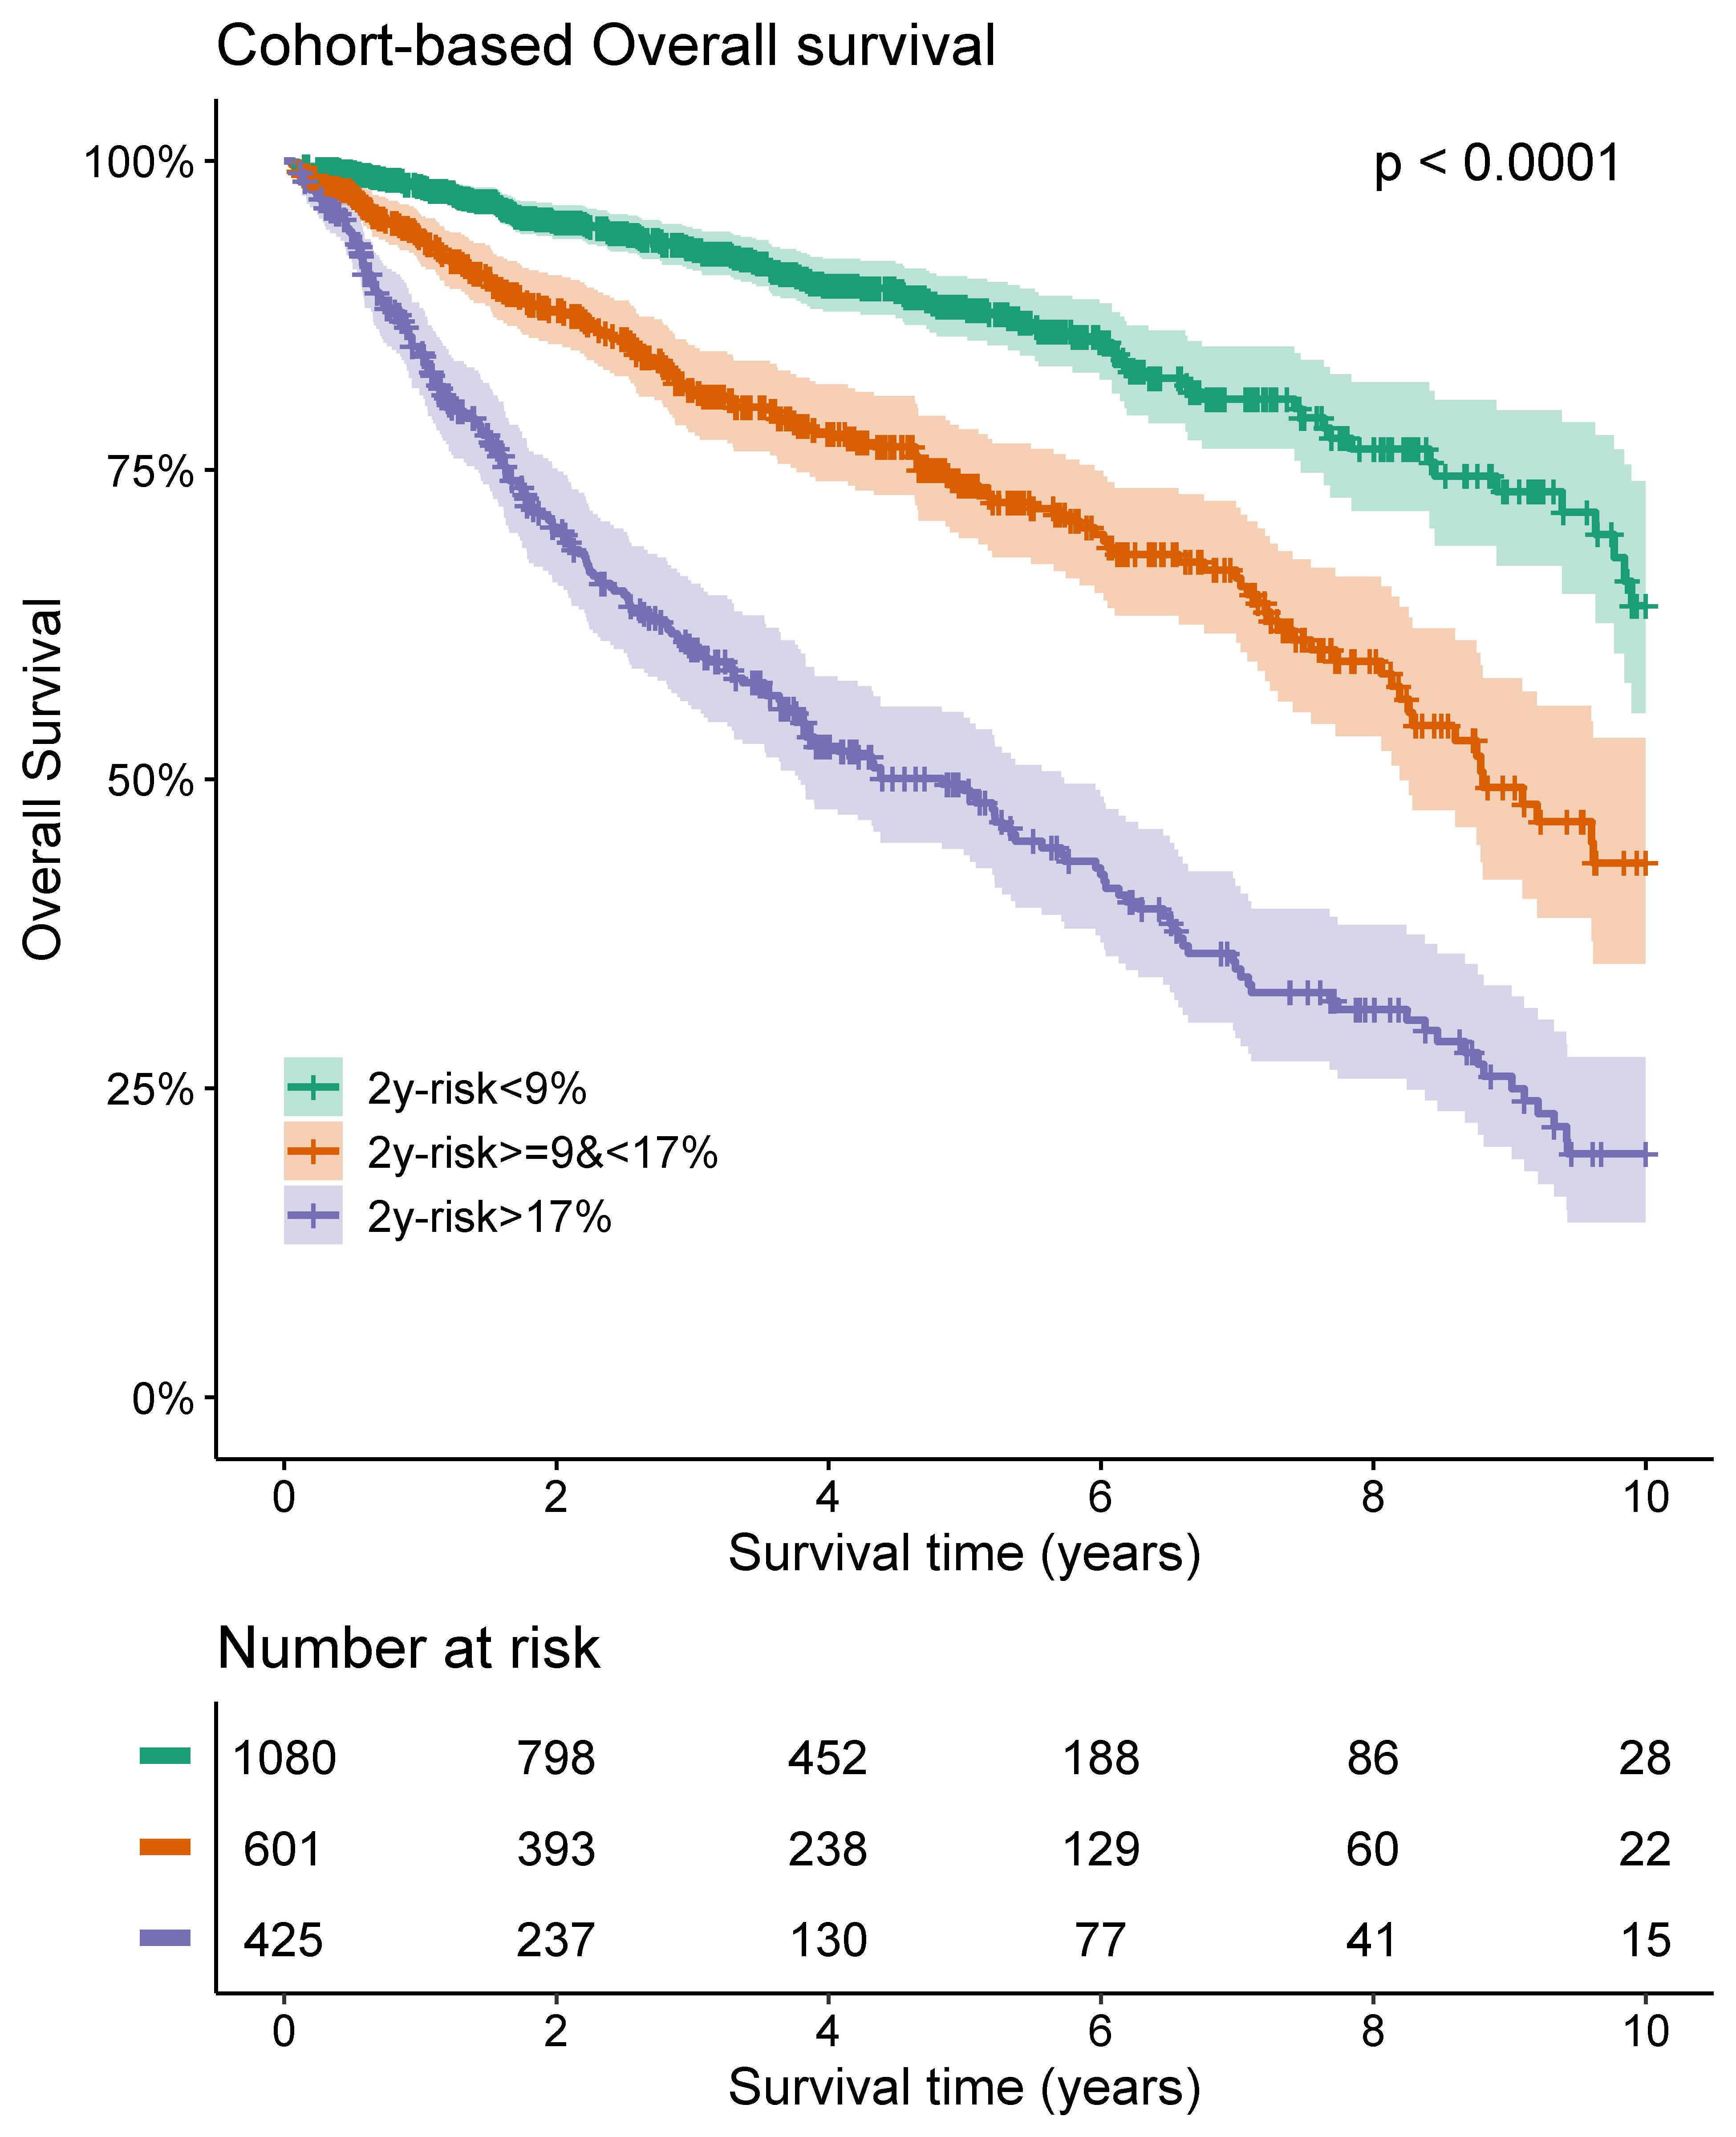 Cohort-based Overall survival
p < 0.0001
100%
75%
50%
25%
0%
Overall Survival
2y-risk<9%
2y-risk>=9&<17%
2y-risk>17%
0 2 4 6 8 10
Survival time (years)
Number at risk
1080 798 452 188 86 28
601 393 238 129 60 22
425 237 130 77 41 15
0 2 4 6 8 10
Survival time (years)